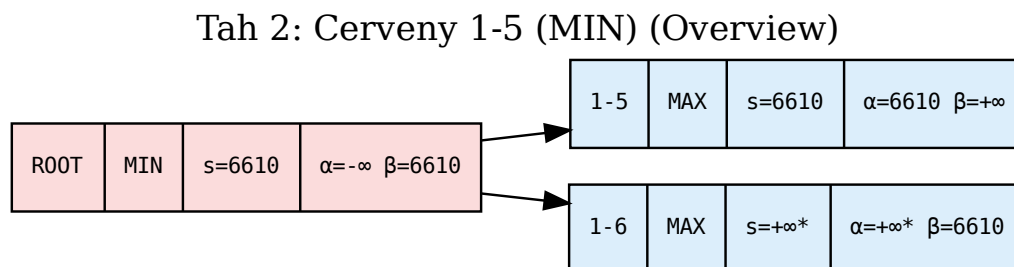 Tah 2: Cerveny 1-5 (MIN) (Overview)
1-5 MAX s=6610 α=6610 β=+∞
ROOT MIN s=6610 α=-∞ β=6610
1-6 MAX s=+∞* α=+∞* β=6610